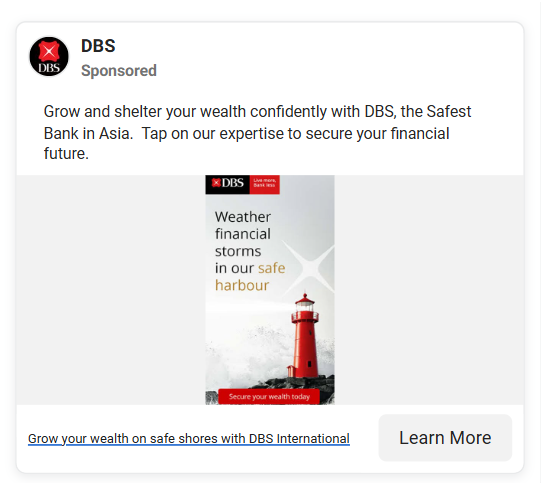 DBS
DBS
Sponsored
Grow and shelter your wealth confidently with DBS, the Safest
Bank in Asia. Tap on our expertise to secure your financial
future.
DBS
Live more,
Bank less
Weather
financial
storms
in our safe
harbour
Secure your wealth today
Grow your wealth on safe shores with DBS International
Learn More